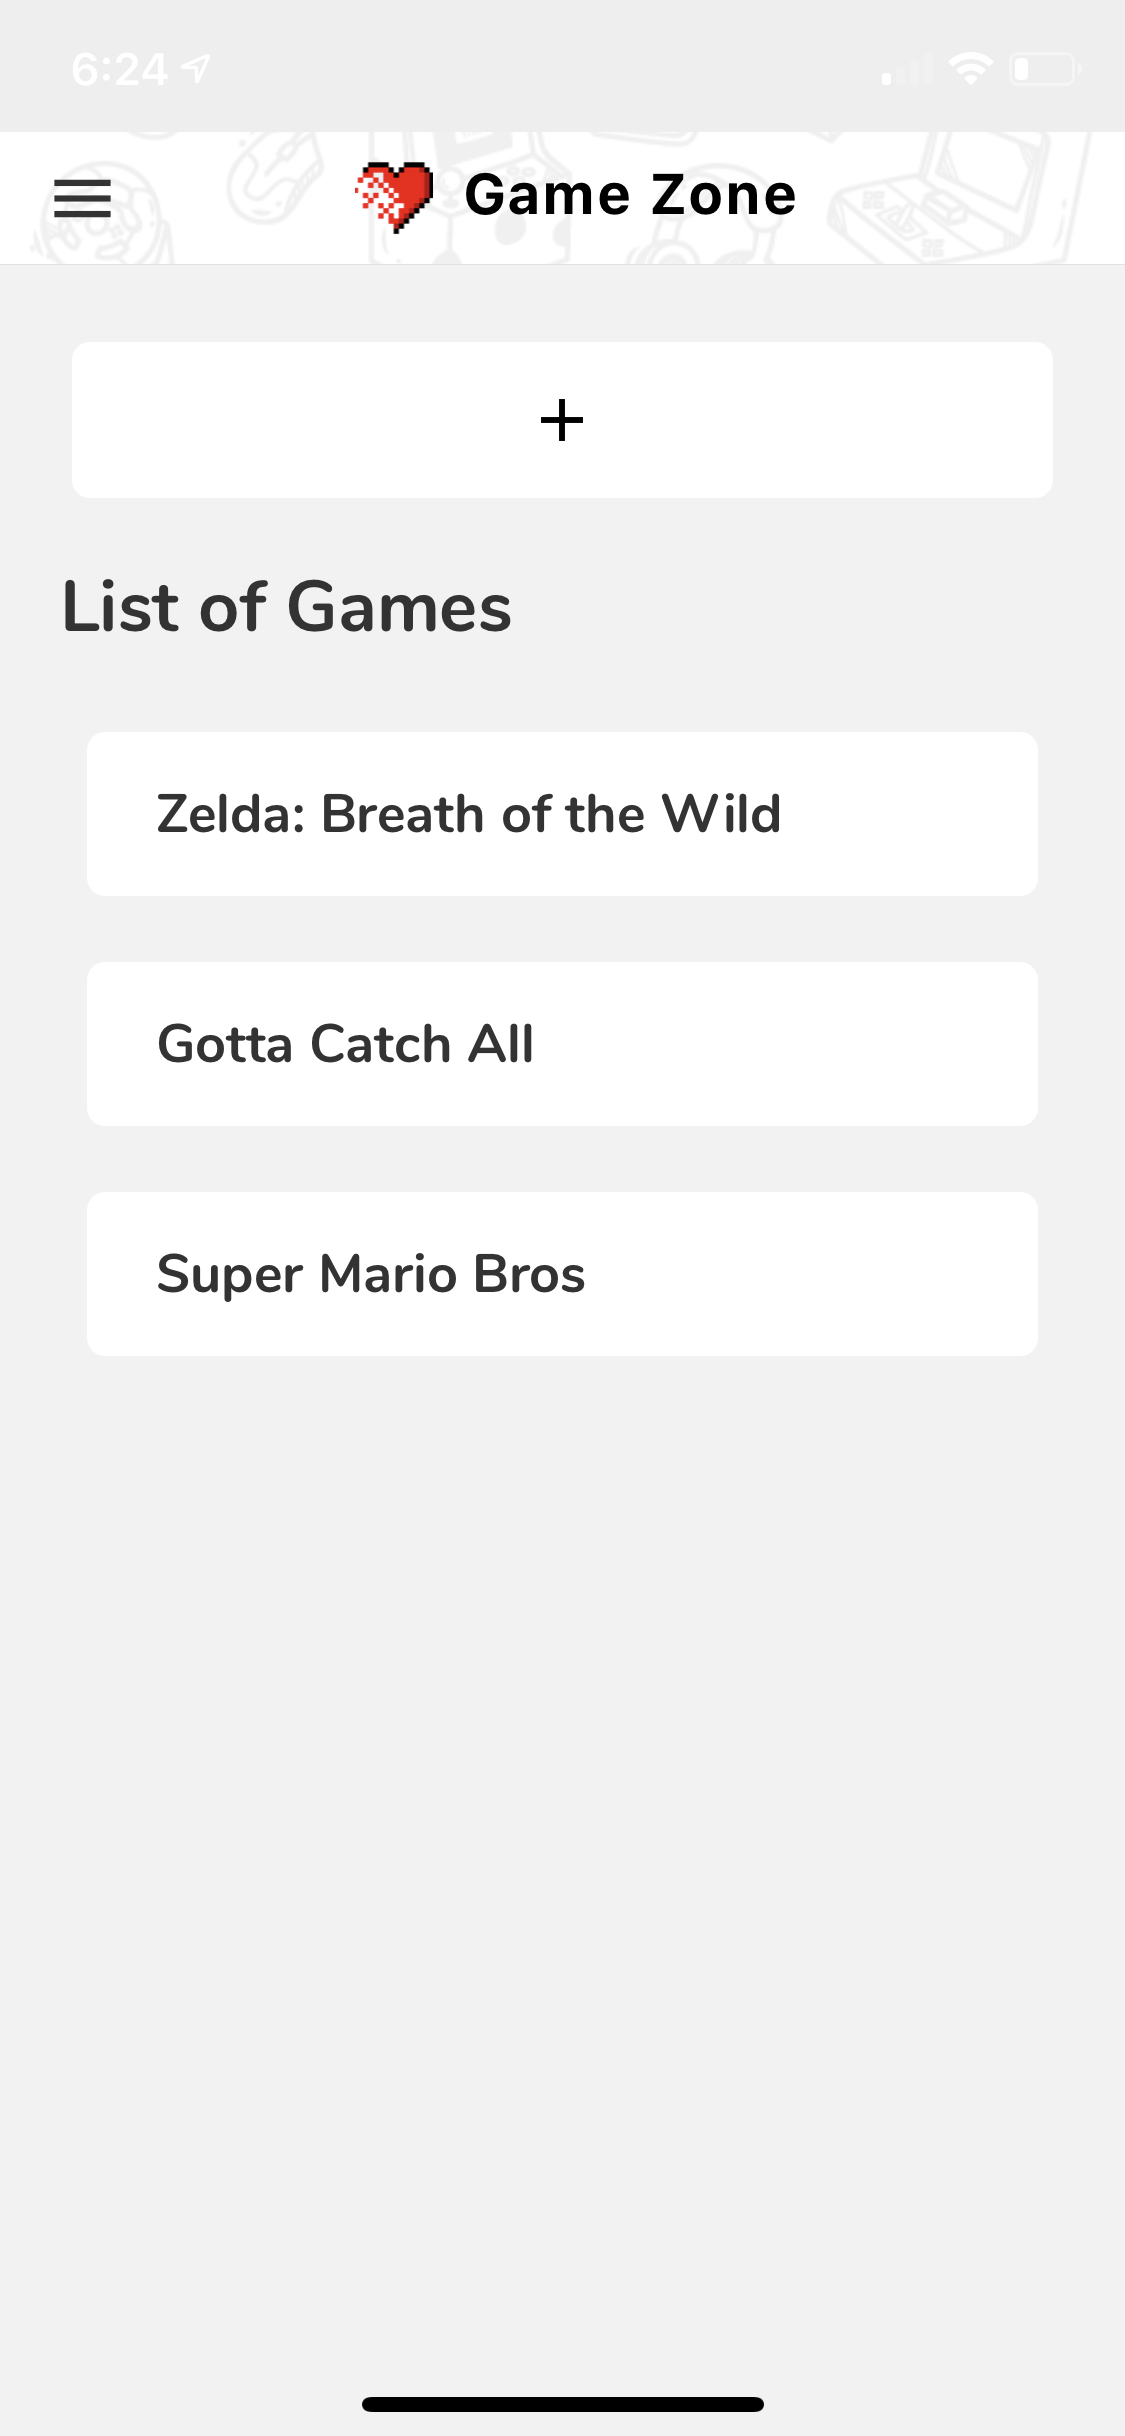 6:24
Game Zone
+
List of Games
Zelda: Breath of the Wild
Gotta Catch All
Super Mario Bros